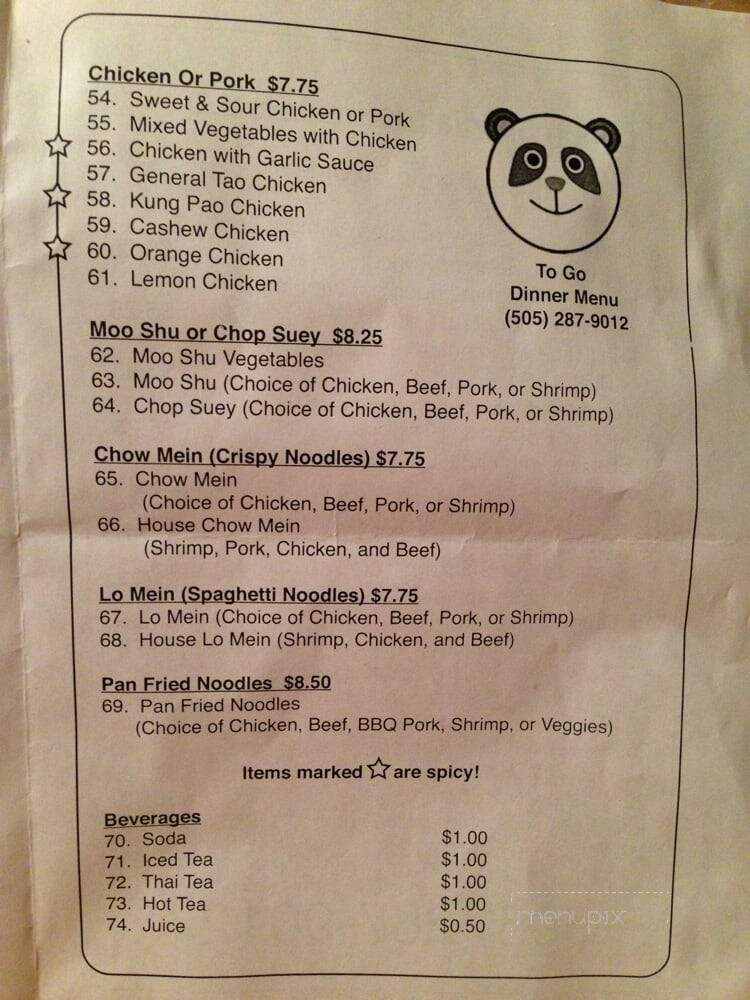 Chicken Or Pork $7.75
54. Sweet & Sour Chicken or Pork
55. Mixed Vegetables with Chicken
☆ 56. Chicken with Garlic Sauce
57. General Tao Chicken
☆ 58. Kung Pao Chicken
59. Cashew Chicken
☆ 60. Orange Chicken
61. Lemon Chicken
To Go
Dinner Menu
(505) 287-9012
Moo Shu or Chop Suey $8.25
62. Moo Shu Vegetables
63. Moo Shu (Choice of Chicken, Beef, Pork, or Shrimp)
64. Chop Suey (Choice of Chicken, Beef, Pork, or Shrimp)
Chow Mein (Crispy Noodles) $7.75
65. Chow Mein
(Choice of Chicken, Beef, Pork, or Shrimp)
66. House Chow Mein
(Shrimp, Pork, Chicken, and Beef)
Lo Mein (Spaghetti Noodles) $7.75
67. Lo Mein (Choice of Chicken, Beef, Pork, or Shrimp)
68. House Lo Mein (Shrimp, Chicken, and Beef)
Pan Fried Noodles $8.50
69. Pan Fried Noodles
(Choice of Chicken, Beef, BBQ Pork, Shrimp, or Veggies)
Items marked ☆ are spicy!
Beverages
70. Soda $1.00
71. Iced Tea $1.00
72. Thai Tea $1.00
73. Hot Tea $1.00
74. Juice $0.50
menupix